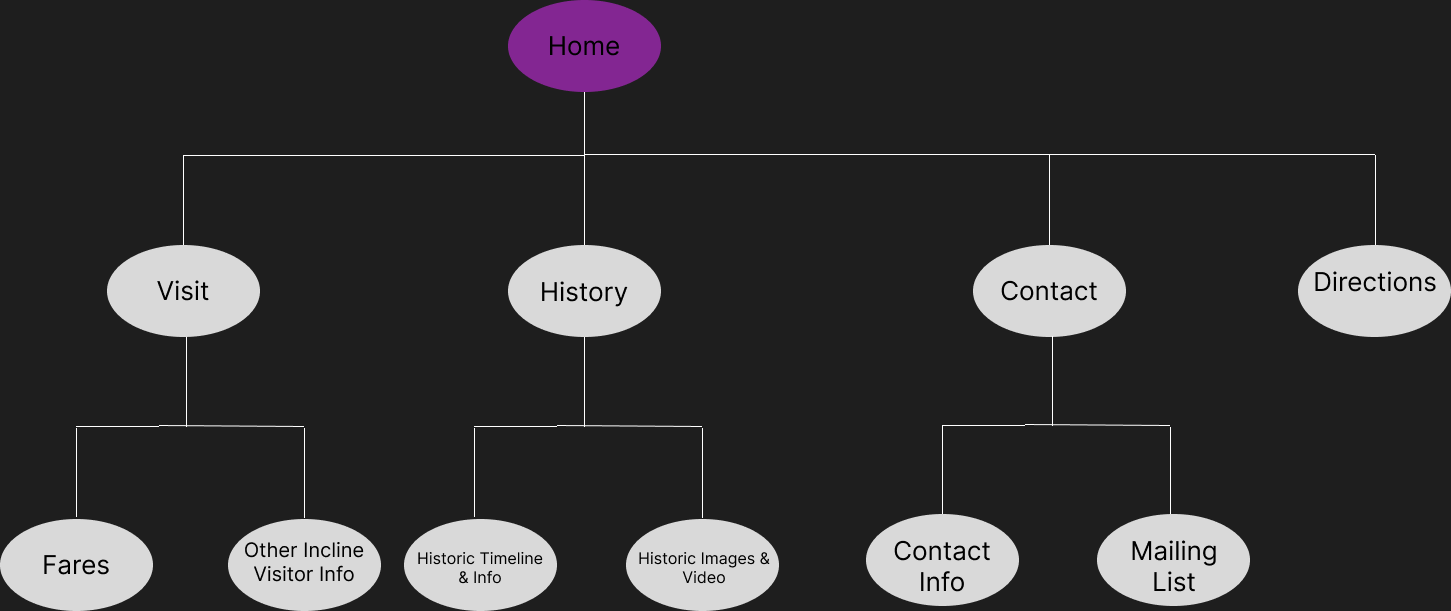 Home
Visit
History
Contact
Directions
Fares
Other Incline
Visitor Info
Historic Timeline
& Info
Historic Images &
Video
Contact
Info
Mailing
List